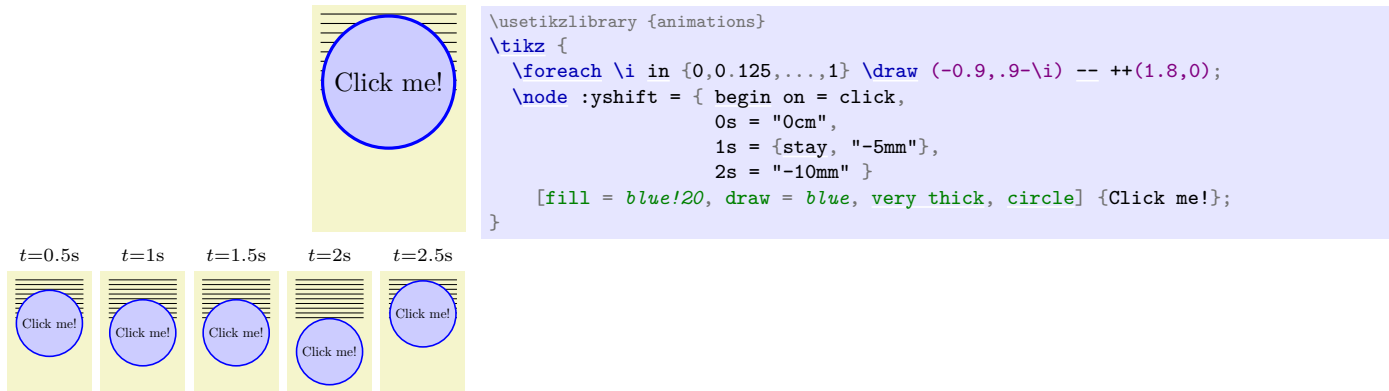 Click me!
\usetikzlibrary {animations}
\tikz {
  \foreach \i in {0,0.125,...,1} \draw (-0.9,.9-\i) -- ++(1.8,0);
  \node :yshift = { begin on = click,
                    0s = "0cm",
                    1s = {stay, "-5mm"},
                    2s = "-10mm" }
    [fill = blue!20, draw = blue, very thick, circle] {Click me!};
}
t=0.5s t=1s t=1.5s t=2s t=2.5s
Click me! Click me! Click me! Click me! Click me!